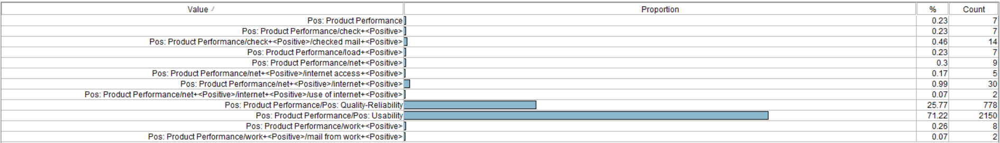 Value Proportion % Count
Pos: Product Performance 0.23 7
Pos: Product Performance/check+<Positive> 0.23 7
Pos: Product Performance/check+<Positive>/checked mail+<Positive> 0.46 14
Pos: Product Performance/load+<Positive> 0.23 7
Pos: Product Performance/net+<Positive> 0.3 9
Pos: Product Performance/net+<Positive>/internet access+<Positive> 0.17 5
Pos: Product Performance/net+<Positive>/internet+<Positive> 0.99 30
Pos: Product Performance/net+<Positive>/internet+<Positive>/use of internet+<Positive> 0.07 2
Pos: Product Performance/Pos: Quality-Reliability 25.77 778
Pos: Product Performance/Pos: Usability 71.22 2150
Pos: Product Performance/work+<Positive> 0.26 8
Pos: Product Performance/work+<Positive>/mail from work+<Positive> 0.07 2